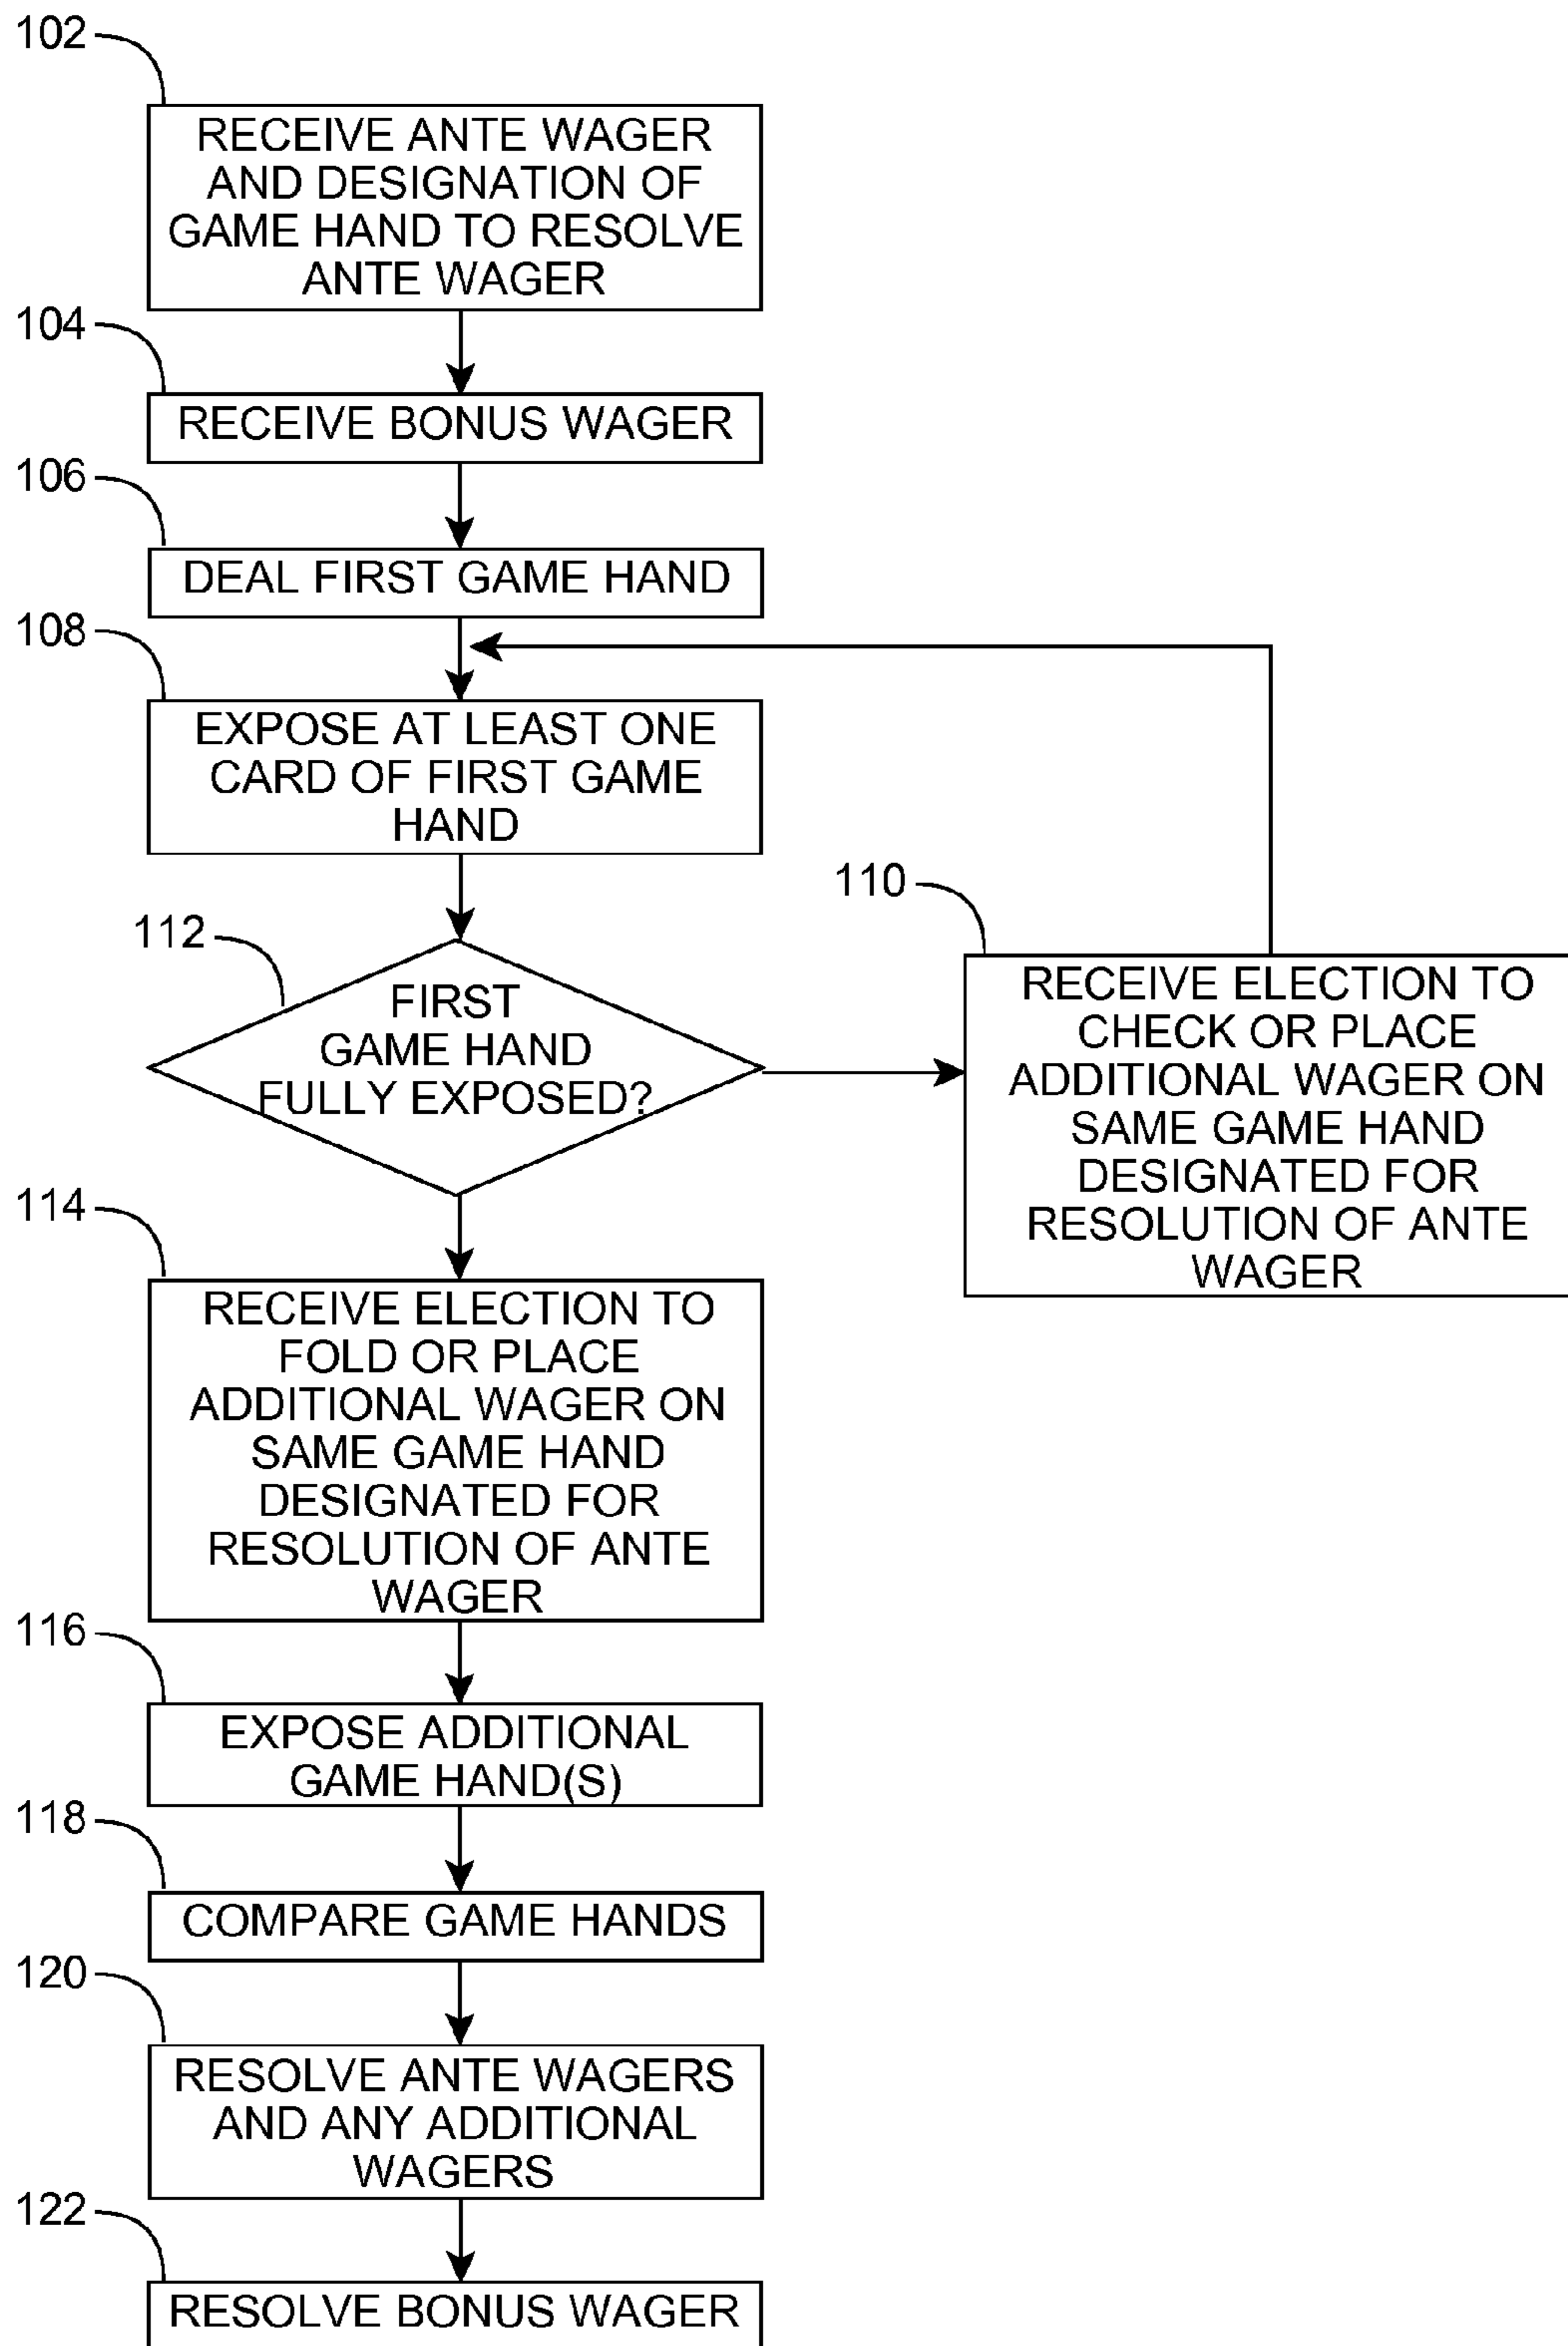 102
RECEIVE ANTE WAGER
AND DESIGNATION OF
GAME HAND TO RESOLVE
ANTE WAGER
104
RECEIVE BONUS WAGER
106
DEAL FIRST GAME HAND
108
EXPOSE AT LEAST ONE
CARD OF FIRST GAME
HAND
112
FIRST
GAME HAND
FULLY EXPOSED?
110
RECEIVE ELECTION TO
CHECK OR PLACE
ADDITIONAL WAGER ON
SAME GAME HAND
DESIGNATED FOR
RESOLUTION OF ANTE
WAGER
114
RECEIVE ELECTION TO
FOLD OR PLACE
ADDITIONAL WAGER ON
SAME GAME HAND
DESIGNATED FOR
RESOLUTION OF ANTE
WAGER
116
EXPOSE ADDITIONAL
GAME HAND(S)
118
COMPARE GAME HANDS
120
RESOLVE ANTE WAGERS
AND ANY ADDITIONAL
WAGERS
122
RESOLVE BONUS WAGER